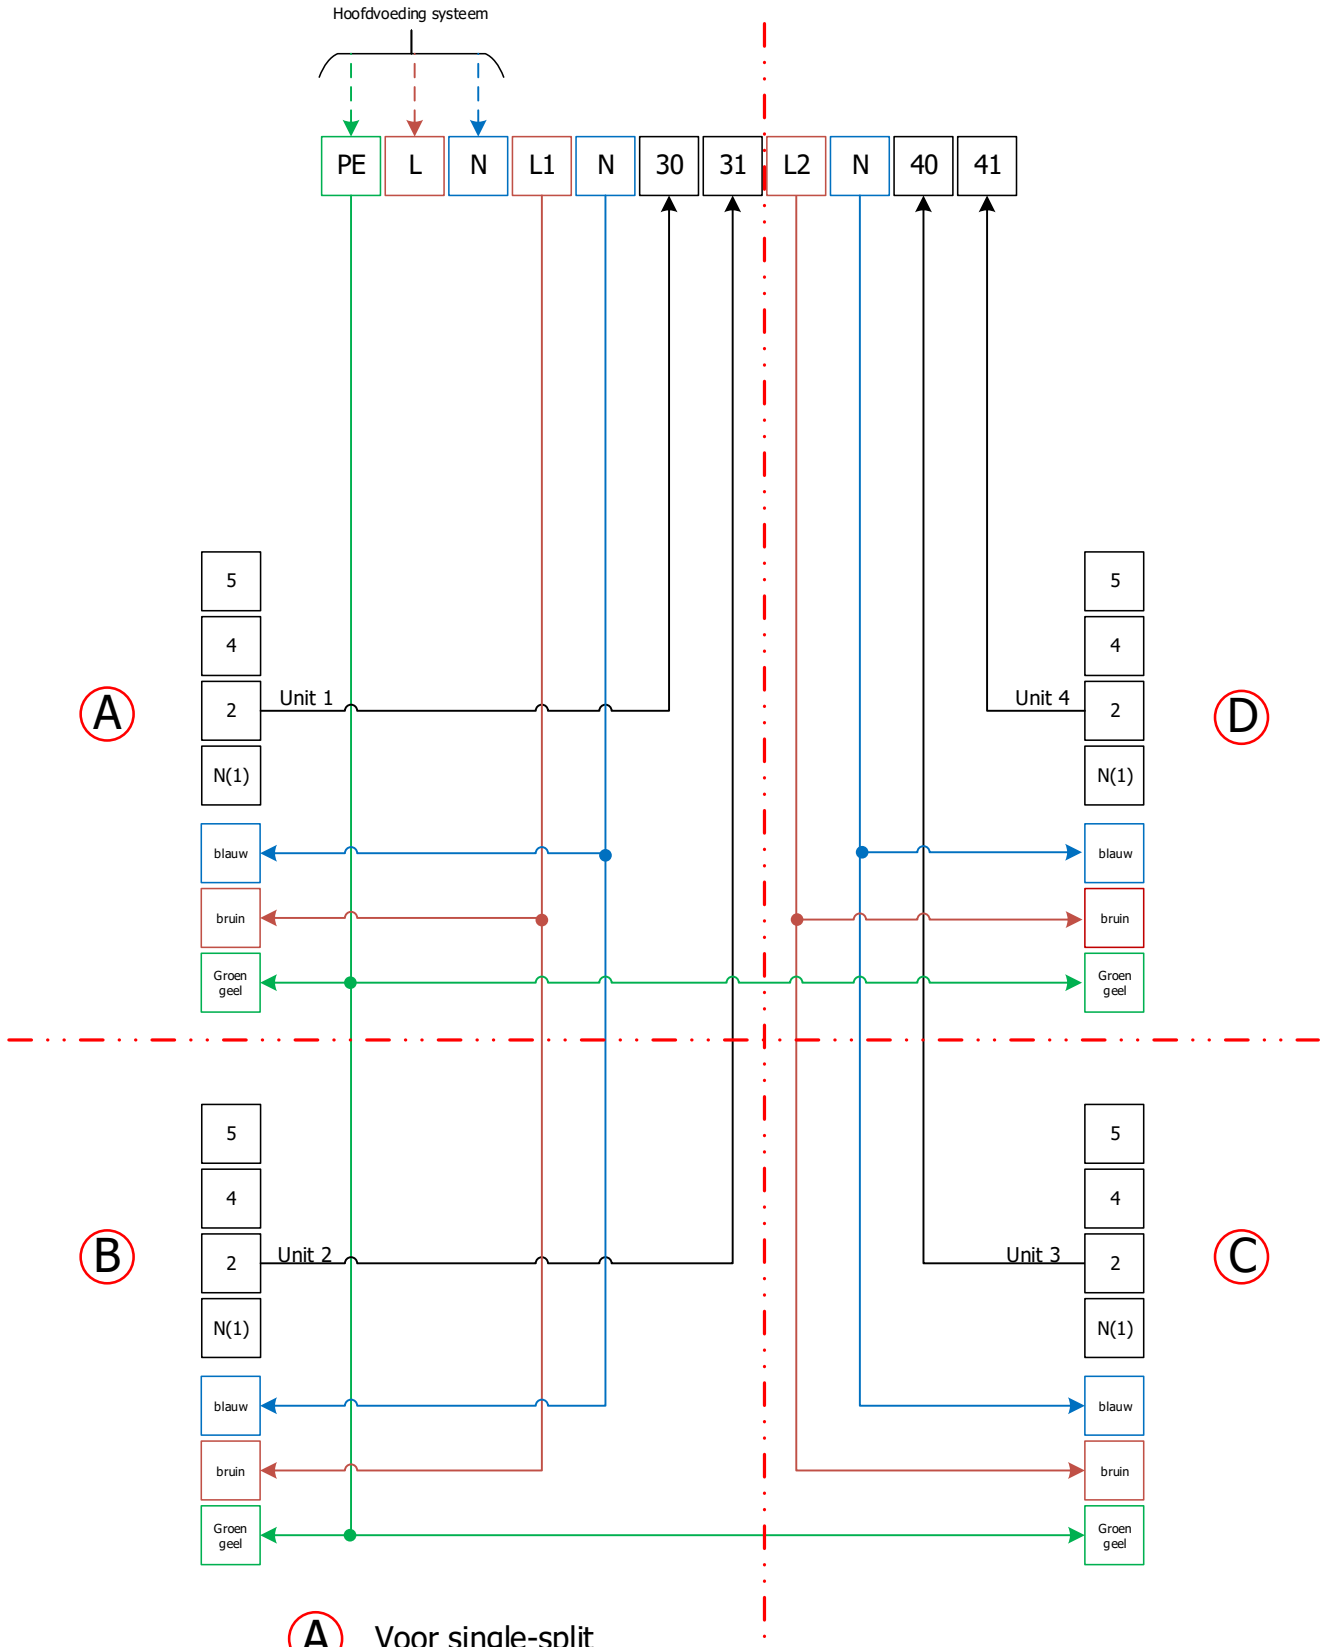 Hoofdvoeding systeem
PE L N L1 N 30 31 L2 N 40 41
5
4
Unit 1
2
N(1)
blauw
bruin
Groen
geel
A
5
4
Unit 4
2
N(1)
blauw
bruin
Groen
geel
D
5
4
Unit 2
2
N(1)
blauw
bruin
Groen
geel
B
5
4
Unit 3
2
N(1)
blauw
bruin
Groen
geel
C
A Voor single-split